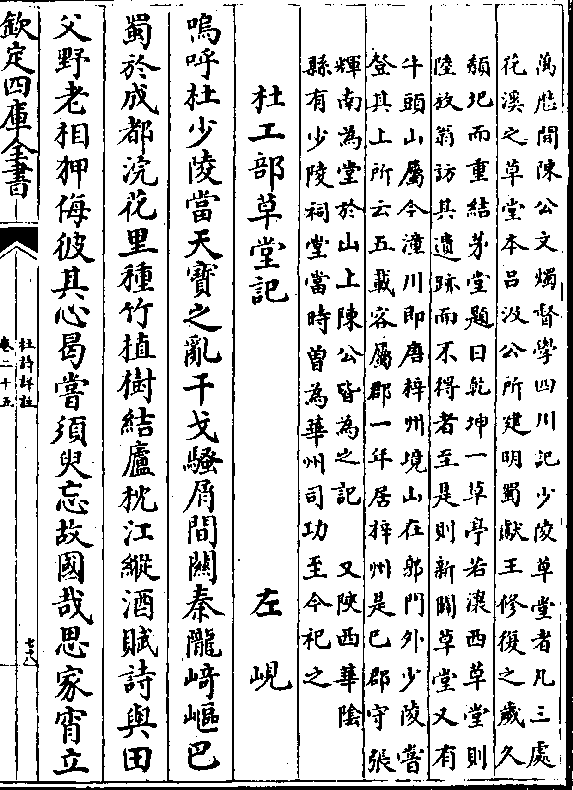 萬厯間陳公文燭督學四川記少陵草堂者凡三處
花溪之草堂本呂汲公所建明蜀獻王修復之歲久
頽圯而重結茅堂題曰乾坤一草亭若瀼西草堂則
陸放翁訪其遺跡而不得者至是則新闢草堂又有
牛頭山屬今潼川即唐梓州境山在郡門外少陵嘗
登其上所云五載客屬郡一年居梓州是已郡守張
輝南為堂於山上陳公皆為之記　又陜西華陰
縣有少陵祠堂當時曾為華州司功至今祀之
杜工部草堂記　左峴
嗚呼杜少陵當天寶之亂干戈騷屑間關秦隴﨑嶇巴
蜀於成都浣花里種竹植樹結廬枕江縱酒賦詩與田
父野老相狎侮彼其心曷嘗須臾忘故國哉思家宵立
欽定四庫全書
杜詩詳註
卷二十五
七十八